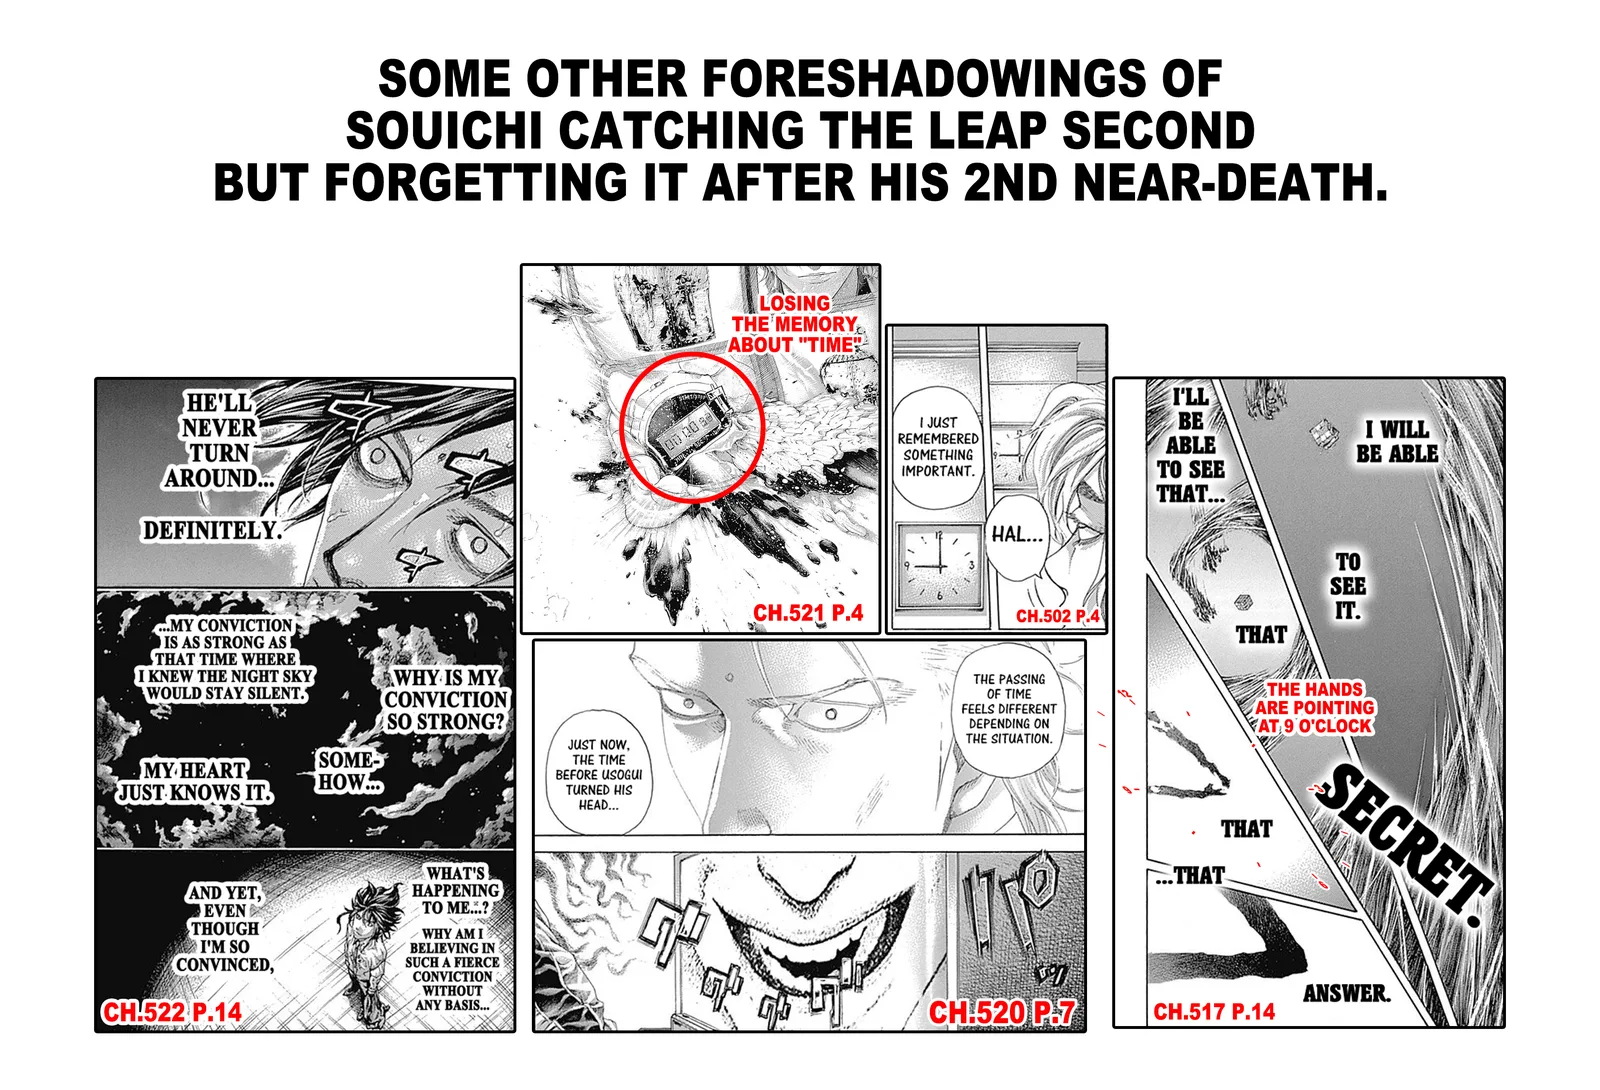 SOME OTHER FORESHADOWINGS OF
SOUICHI CATCHING THE LEAP SECOND
BUT FORGETTING IT AFTER HIS 2ND NEAR-DEATH.
HE'LL
NEVER
TURN
AROUND...
DEFINITELY.
...MY CONVICTION
IS AS STRONG AS
THAT TIME WHERE
I KNEW THE NIGHT SKY
WOULD STAY SILENT.
WHY IS MY
CONVICTION
SO STRONG?
SOME-
HOW...
MY HEART
JUST KNOWS IT.
AND YET,
EVEN
THOUGH
I'M SO
CONVINCED,
WHAT'S
HAPPENING
TO ME...?
WHY AM I
BELIEVING IN
SUCH A FIERCE
CONVICTION
WITHOUT
ANY BASIS...
CH.522 P.14
LOSING
THE MEMORY
ABOUT "TIME"
CH.521 P.4
I JUST
REMEMBERED
SOMETHING
IMPORTANT.
HAL...
12
3
6
9
CH.502 P.4
THE PASSING
OF TIME
FEELS DIFFERENT
DEPENDING ON
THE SITUATION.
JUST NOW,
THE TIME
BEFORE USOGUI
TURNED HIS
HEAD...
CH.520 P.7
I'LL
BE
ABLE
TO SEE
THAT...
I WILL
BE ABLE
TO
SEE
IT.
THAT
THE HANDS
ARE POINTING
AT 9 O'CLOCK
SECRET.
THAT
...THAT
ANSWER.
CH.517 P.14